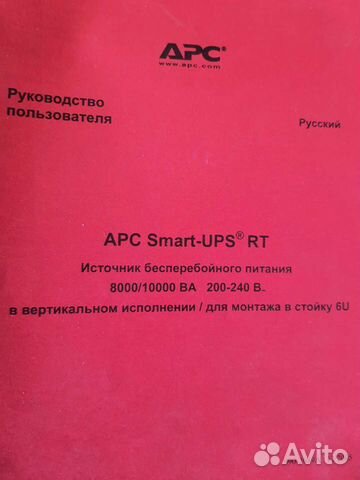 APC®
www.apc.com
Руководство
пользователя
Русский
APC Smart-UPS® RT
Источник бесперебойного питания
8000/10000 ВА 200-240 В~
в вертикальном исполнении / для монтажа в стойку 6U
Avito